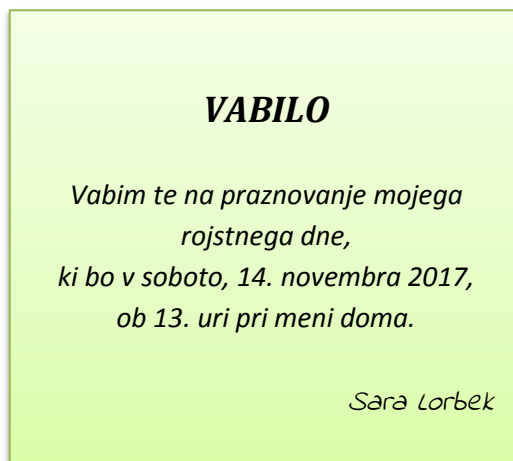 VABILO
Vabim te na praznovanje mojega
rojstnega dne,
ki bo v soboto, 14. novembra 2017,
ob 13. uri pri meni doma.
Sara Lorbek